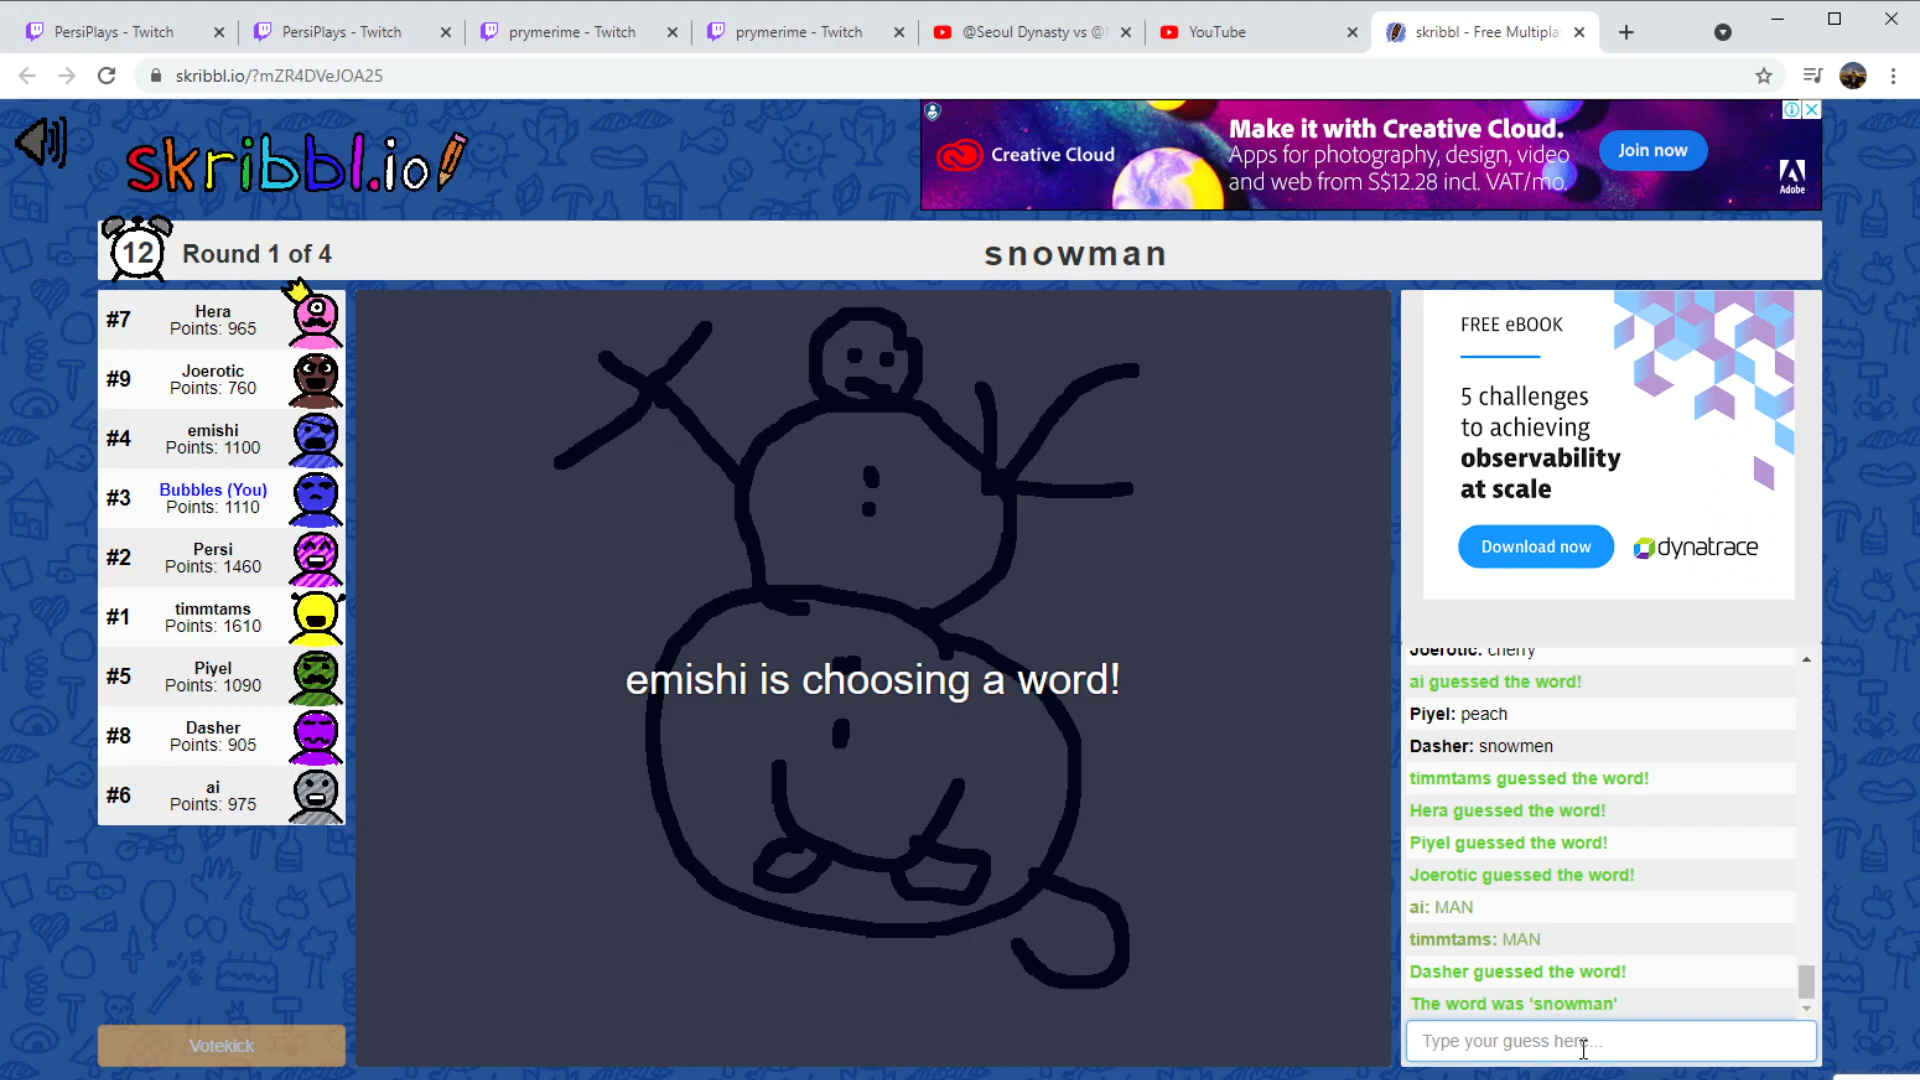 PersiPlays - Twitch
PersiPlays - Twitch
prymerime - Twitch
prymerime - Twitch
@Seoul Dynasty vs @
YouTube
skribbl - Free Multipla
skribbl.io/?mZR4DVeJOA25
skribbl.io
Creative Cloud
Make it with Creative Cloud.
Apps for photography, design, video
and web from S$12.28 incl. VAT/mo.
Join now
Adobe
12
Round 1 of 4
snowman
#7
Hera
Points: 965
#9
Joerotic
Points: 760
#4
emishi
Points: 1100
#3
Bubbles (You)
Points: 1110
#2
Persi
Points: 1460
#1
timmtams
Points: 1610
#5
Piyel
Points: 1090
#8
Dasher
Points: 905
#6
ai
Points: 975
Votekick
emishi is choosing a word!
FREE eBOOK
5 challenges
to achieving
observability
at scale
Download now
dynatrace
Joerotic: cherry
ai guessed the word!
Piyel: peach
Dasher: snowmen
timmtams guessed the word!
Hera guessed the word!
Piyel guessed the word!
Joerotic guessed the word!
ai: MAN
timmtams: MAN
Dasher guessed the word!
The word was 'snowman'
Type your guess here...